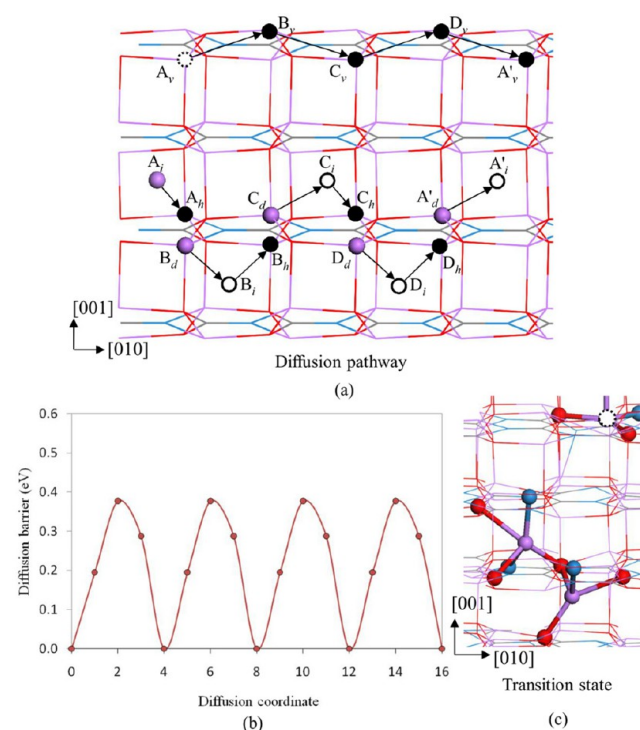 B_y D_y
A_v C_v A'_v
A_i C_i A'_i
A_h C_d C_h A'_d
B_d B_h D_d D_h
B_i D_i
[001]
[010]
Diffusion pathway
(a)
0.6
0.5
0.4
0.3
0.2
0.1
0.0
Diffusion barrier (eV)
0 2 4 6 8 10 12 14 16
Diffusion coordinate
(b)
[001]
[010]
Transition state
(c)